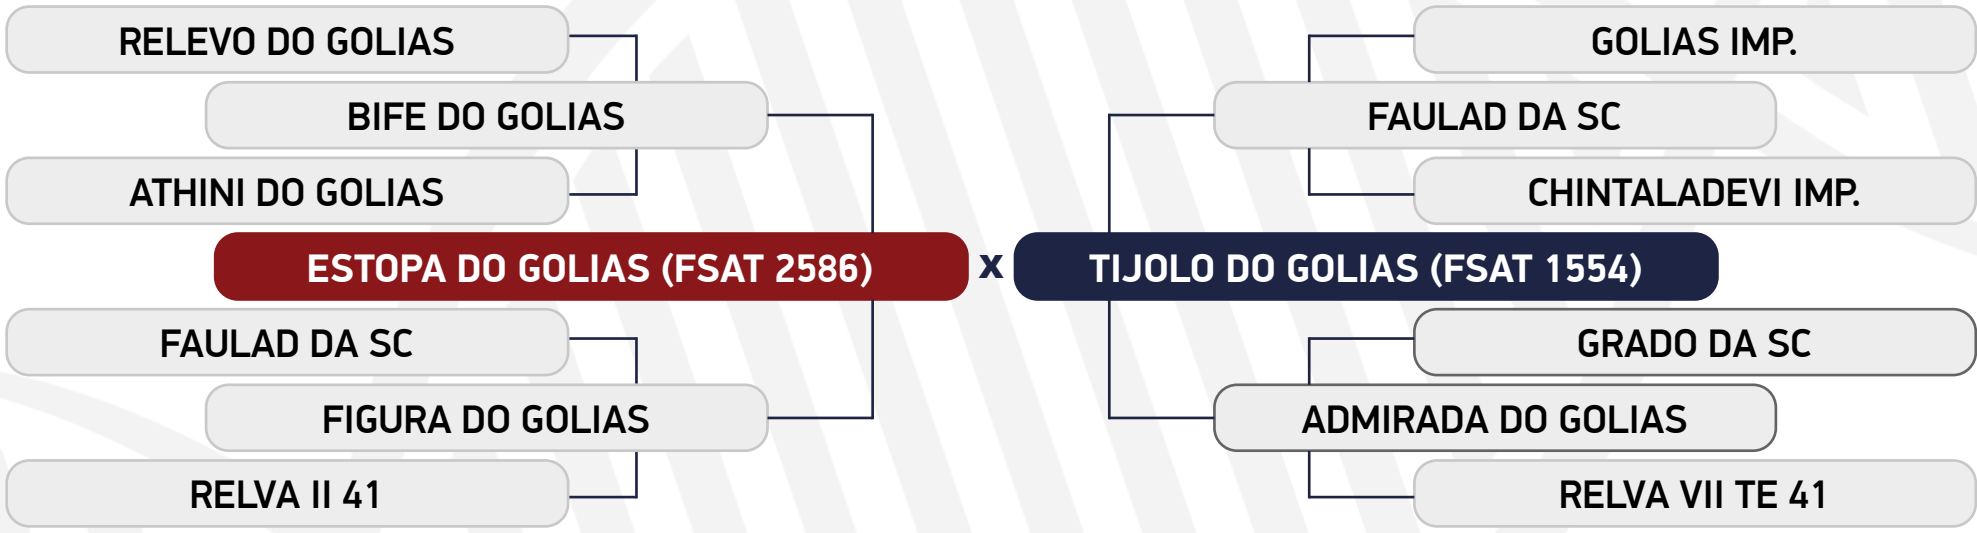 RELEVO DO GOLIAS
BIFE DO GOLIAS
ATHINI DO GOLIAS
GOLIAS IMP.
FAULAD DA SC
CHINTALADEVI IMP.
ESTOPA DO GOLIAS (FSAT 2586) x TIJOLO DO GOLIAS (FSAT 1554)
FAULAD DA SC
FIGURA DO GOLIAS
RELVA II 41
GRADO DA SC
ADMIRADA DO GOLIAS
RELVA VII TE 41